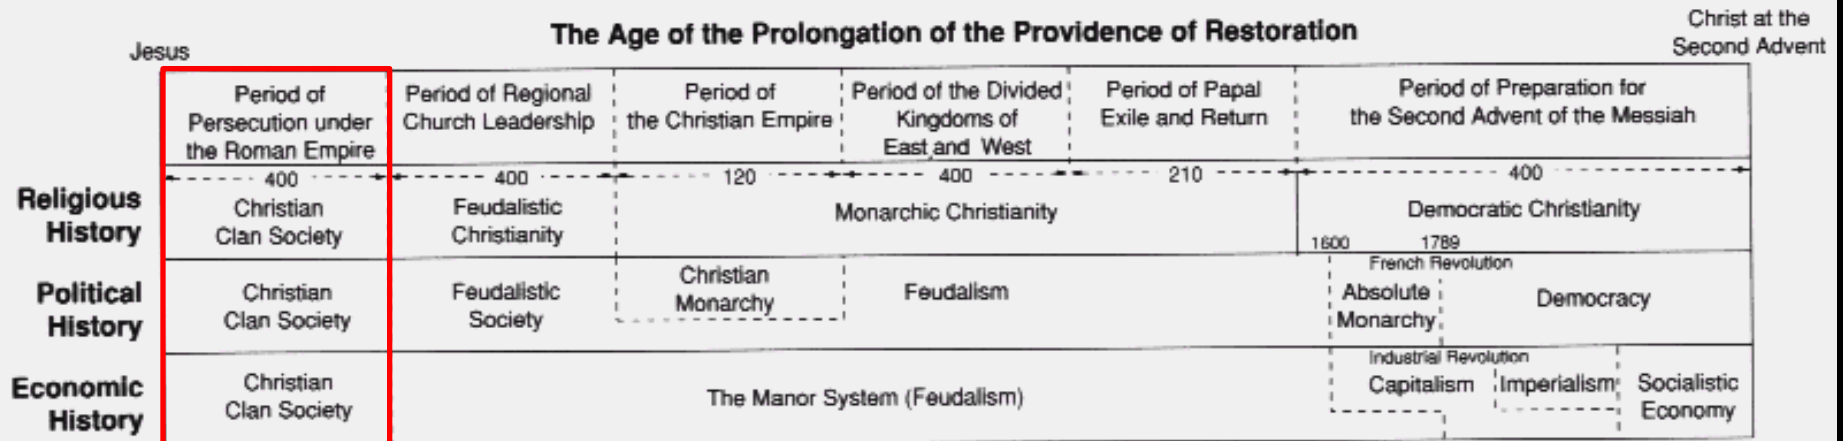 The Age of the Prolongation of the Providence of Restoration
Jesus
Christ at the
Second Advent
Period of
Persecution under
the Roman Empire
Period of Regional
Church Leadership
Period of
the Christian Empire
Period of the Divided
Kingdoms of
East and West
Period of Papal
Exile and Return
Period of Preparation for
the Second Advent of the Messiah
400
400
120
400
210
400
Religious
History
Christian
Clan Society
Feudalistic
Christianity
Monarchic Christianity
Democratic Christianity
1600
1789
French Revolution
Political
History
Christian
Clan Society
Feudalistic
Society
Christian
Monarchy
Feudalism
Absolute
Monarchy
Democracy
Industrial Revolution
Economic
History
Christian
Clan Society
The Manor System (Feudalism)
Capitalism
Imperialism
Socialistic
Economy